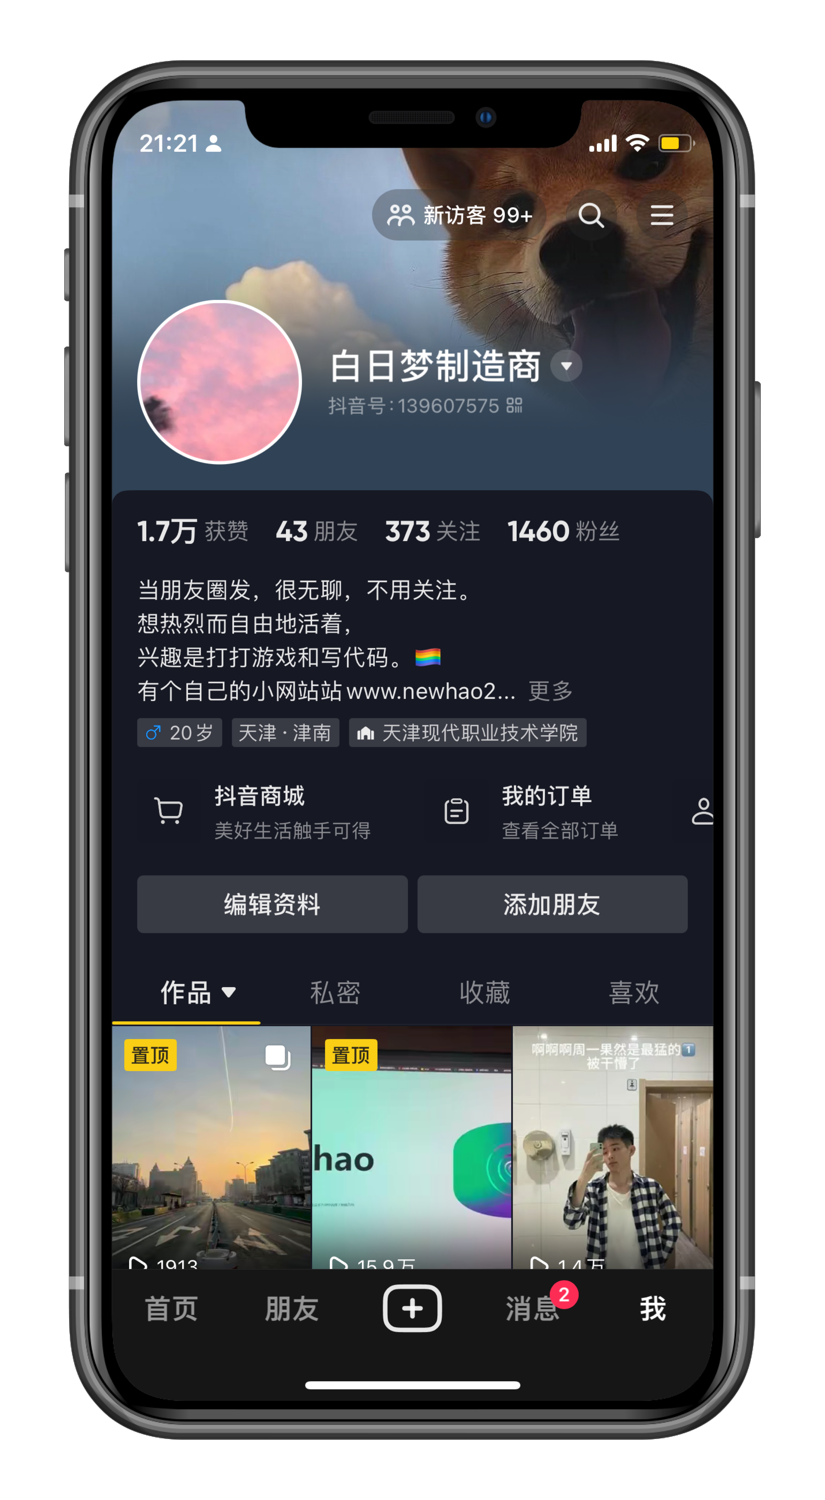 21:21
新访客 99+
白日梦制造商
抖音号:139607575
1.7万 获赞 43 朋友 373 关注 1460 粉丝
当朋友圈发，很无聊，不用关注。
想热烈而自由地活着，
兴趣是打打游戏和写代码。🏳️‍🌈
有个自己的小网站站www.newhao2... 更多
♂ 20岁 天津 · 津南 天津现代职业技术学院
抖音商城 我的订单
美好生活触手可得 查看全部订单
编辑资料 添加朋友
作品 私密 收藏 喜欢
置顶 置顶 啊啊啊周一果然是最猛的1️⃣
被干懵了
hao
1913 15.9万 1.4万
首页 朋友 消息 2 我